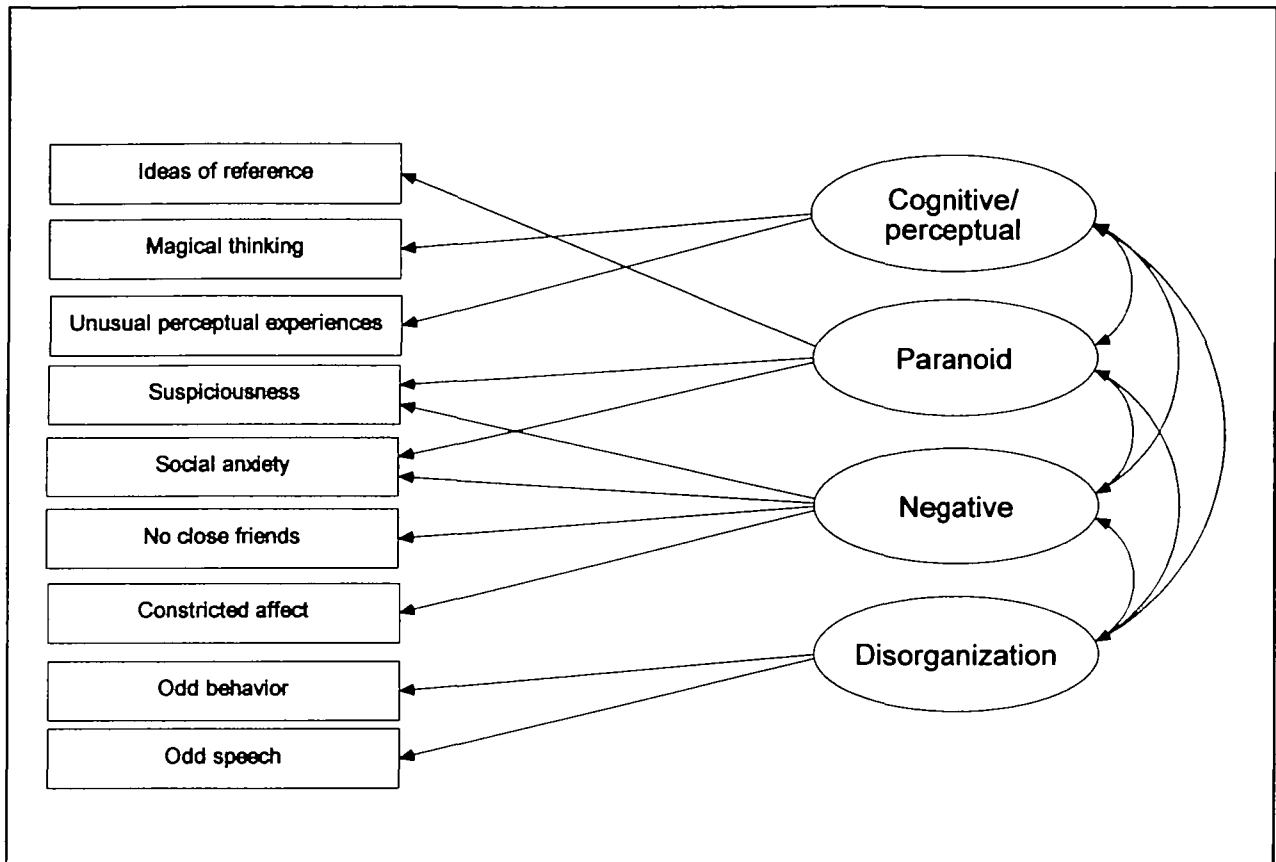 Ideas of reference
Magical thinking
Unusual perceptual experiences
Suspiciousness
Social anxiety
No close friends
Constricted affect
Odd behavior
Odd speech
Cognitive/
perceptual
Paranoid
Negative
Disorganization